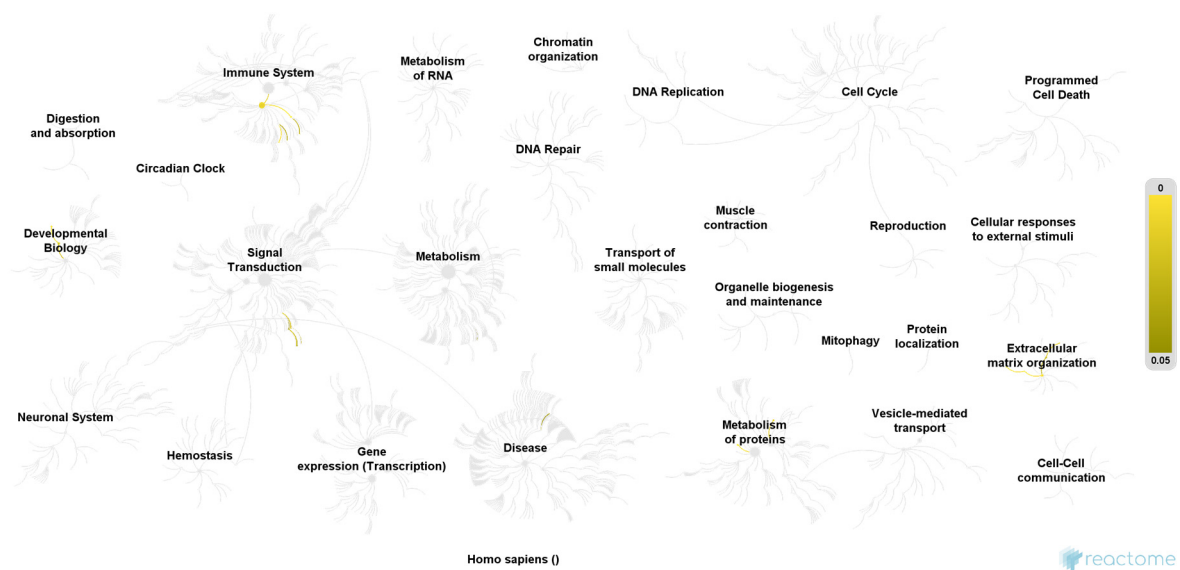 Immune System
Metabolism
of RNA
Chromatin
organization
DNA Replication
Cell Cycle
Programmed
Cell Death
Digestion
and absorption
Circadian Clock
DNA Repair
Developmental
Biology
Signal
Transduction
Metabolism
Transport of
small molecules
Muscle
contraction
Reproduction
Cellular responses
to external stimuli
Organelle biogenesis
and maintenance
Mitophagy
Protein
localization
Extracellular
matrix organization
0
0.05
Neuronal System
Hemostasis
Gene
expression (Transcription)
Disease
Metabolism
of proteins
Vesicle-mediated
transport
Cell-Cell
communication
Homo sapiens ()
reactome